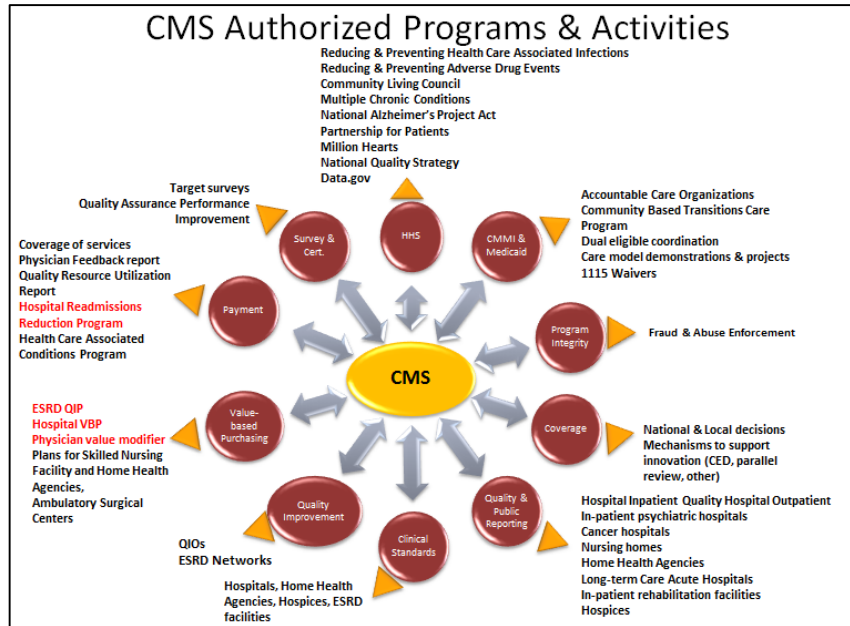 CMS Authorized Programs & Activities
Reducing & Preventing Health Care Associated Infections
Reducing & Preventing Adverse Drug Events
Community Living Council
Multiple Chronic Conditions
National Alzheimer's Project Act
Partnership for Patients
Million Hearts
National Quality Strategy
Data.gov
Target surveys
Quality Assurance Performance
Improvement
Survey &
Cert.
HHS
CMMI &
Medicaid
Accountable Care Organizations
Community Based Transitions Care
Program
Dual eligible coordination
Care model demonstrations & projects
1115 Waivers
Coverage of services
Physician Feedback report
Quality Resource Utilization
Report
Hospital Readmissions
Reduction Program
Health Care Associated
Conditions Program
Payment
Program
Integrity
Fraud & Abuse Enforcement
CMS
ESRD QIP
Hospital VBP
Physician value modifier
Plans for Skilled Nursing
Facility and Home Health
Agencies,
Ambulatory Surgical
Centers
Value-
based
Purchasing
Coverage
National & Local decisions
Mechanisms to support
innovation (CED, parallel
review, other)
Quality
Improvement
QIOs
ESRD Networks
Clinical
Standards
Hospitals, Home Health
Agencies, Hospices, ESRD
facilities
Quality &
Public
Reporting
Hospital Inpatient Quality Hospital Outpatient
In-patient psychiatric hospitals
Cancer hospitals
Nursing homes
Home Health Agencies
Long-term Care Acute Hospitals
In-patient rehabilitation facilities
Hospices